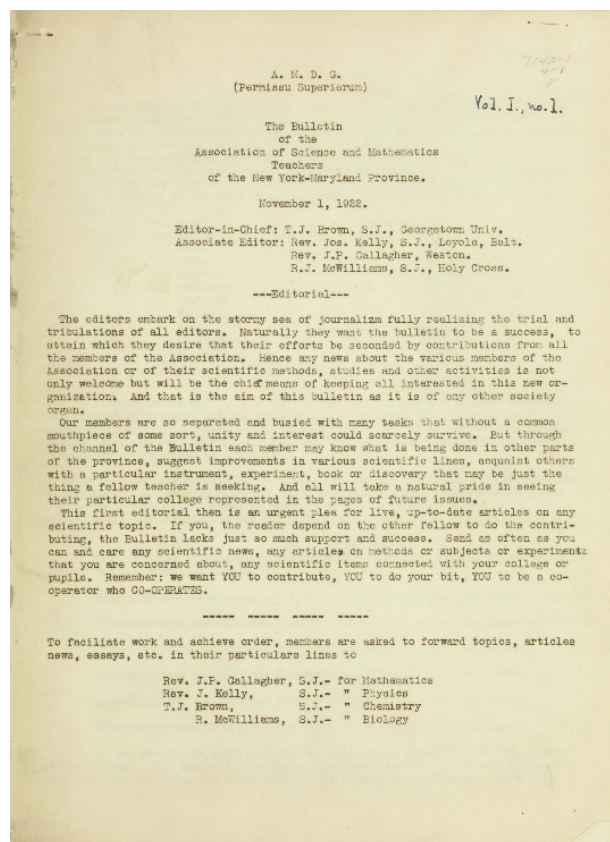 A. M. D. G.
(Permissu Superiorum)
Vol. I., no. 1.
The Bulletin
of the
Association of Science and Mathematics
Teachers
of the New York-Maryland Province.
November 1, 1922.
Editor-in-Chief: T.J. Brown, S.J., Georgetown Univ.
Associate Editor: Rev. Jos. Kelly, S.J., Loyola, Balt.
Rev. J.P. Gallagher, Weston.
R.J. McWilliams, S.J., Holy Cross.
---Editorial---
The editors embark on the stormy sea of journalizm fully realizing the trial and
tribulations of all editors. Naturally they want the bulletin to be a success, to
attain which they desire that their efforts be seconded by contributions from all
the members of the Association. Hence any news about the various members of the
Association or of their scientific methods, studies and other activities is not
only welcome but will be the chief means of keeping all interested in this new or-
ganization. And that is the aim of this bulletin as it is of any other society
organ.
Our members are so separated and busied with many tasks that without a common
mouthpiece of some sort, unity and interest could scarcely survive. But through
the channel of the Bulletin each member may know what is being done in other parts
of the province, suggest improvements in various scientific lines, acquaint others
with a particular instrument, experiment, book or discovery that may be just the
thing a fellow teacher is seeking. And all will take a natural pride in seeing
their particular college represented in the pages of future issues.
This first editorial then is an urgent plea for live, up-to-date articles on any
scientific topic. If you, the reader depend on the other fellow to do the contri-
buting, the Bulletin lacks just so much support and success. Send as often as you
can and care any scientific news, any articles on methods or subjects or experiments
that you are concerned about, any scientific items connected with your college or
pupils. Remember: we want YOU to contribute, YOU to do your bit, YOU to be a co-
operator who CO-OPERATES.
----- ----- ----- -----
To faciliate work and achieve order, members are asked to forward topics, articles
news, essays, etc. in their particulars lines to
Rev. J.P. Gallagher, S.J.- for Mathematics
Rev. J. Kelly, S.J.- " Physics
T.J. Brown, S.J.- " Chemistry
R. McWilliams, S.J.- " Biology